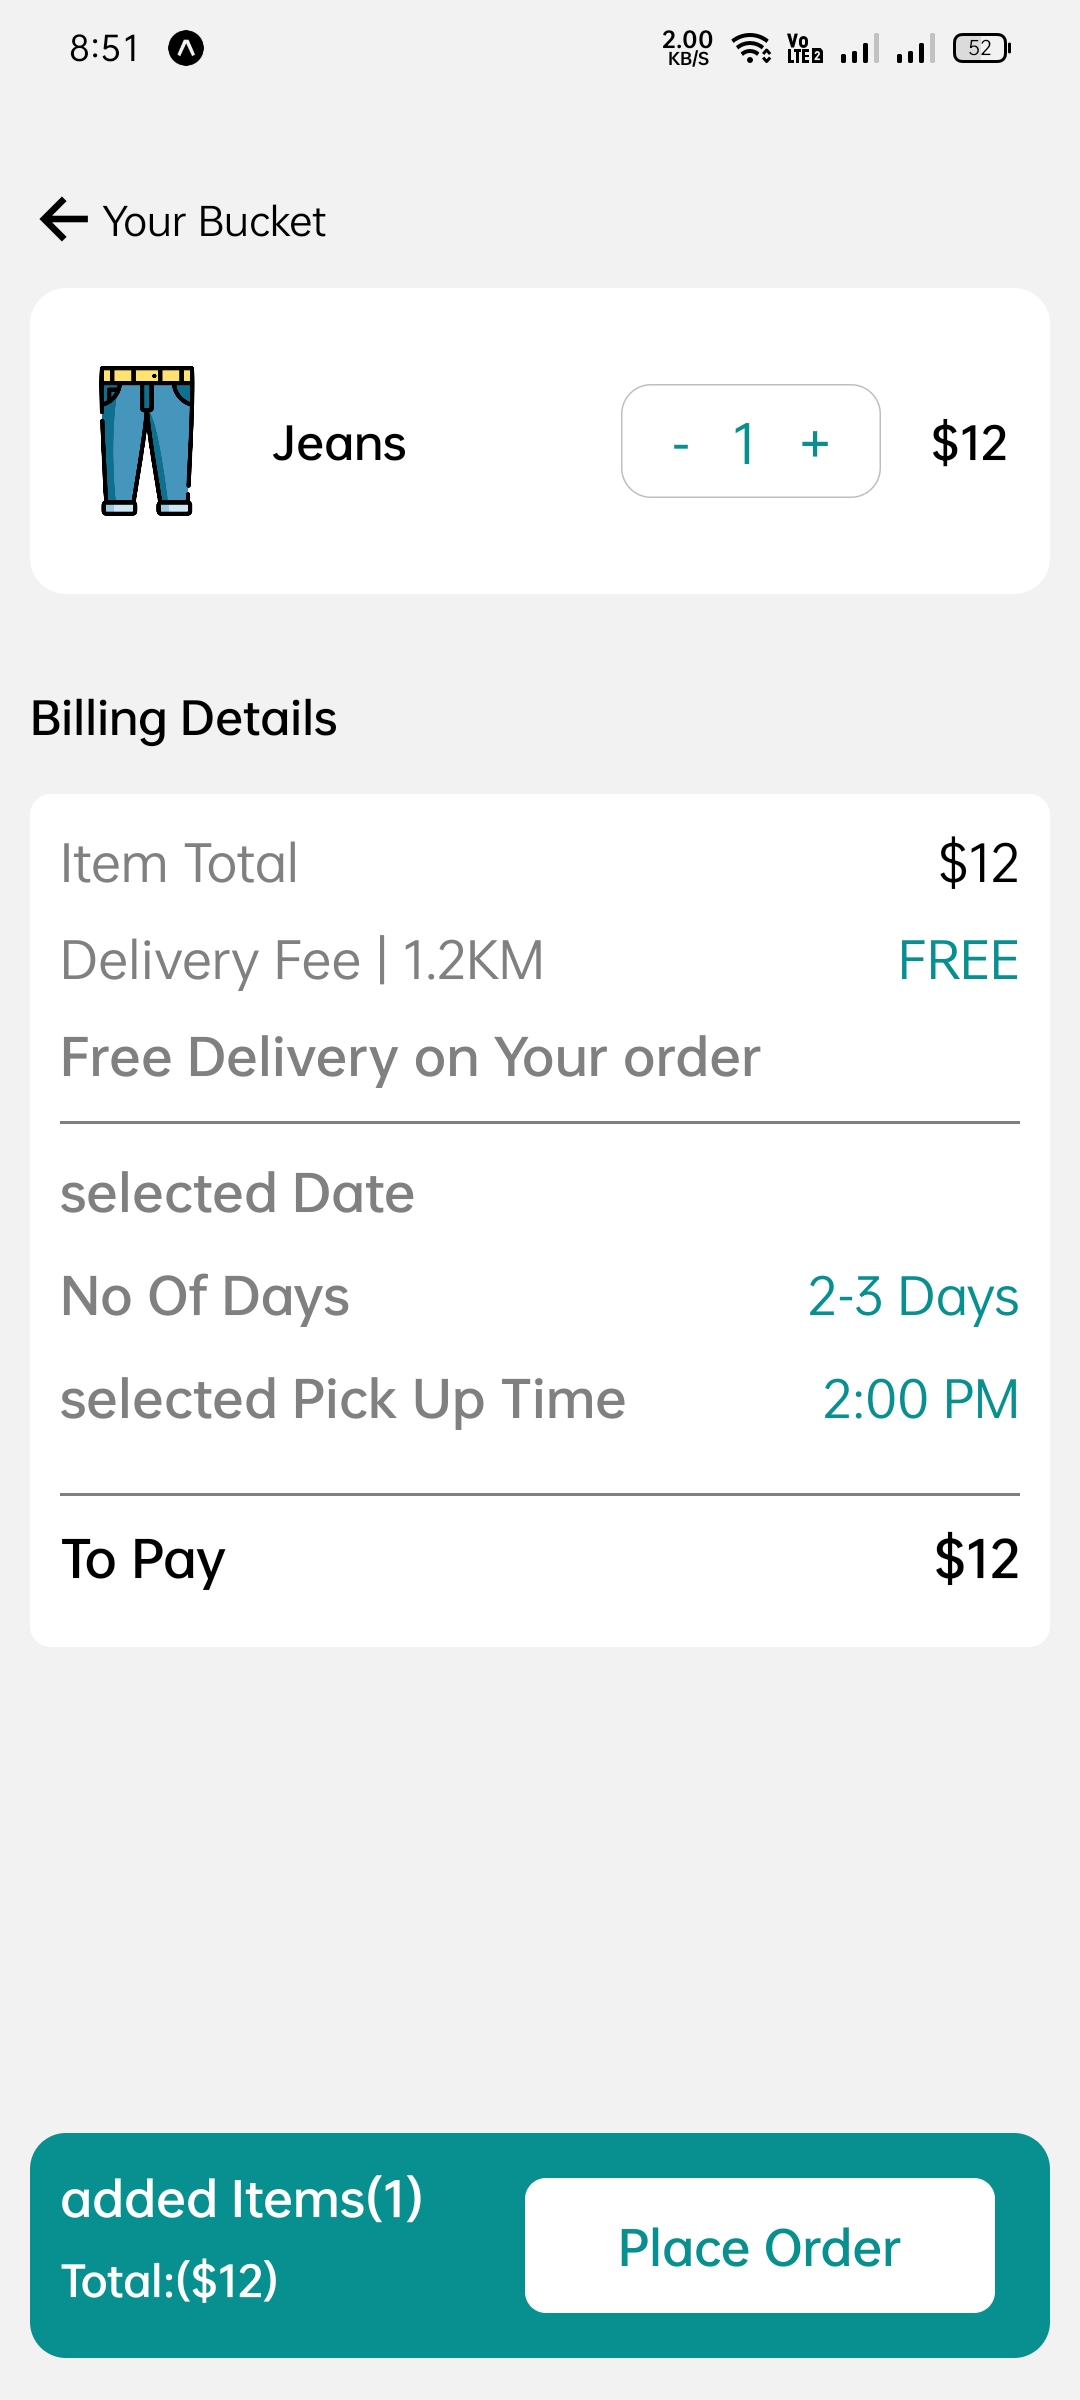 8:51 2.00 KB/S Vo LTE 2 52
Your Bucket
Jeans - 1 + $12
Billing Details
Item Total $12
Delivery Fee | 1.2KM FREE
Free Delivery on Your order
selected Date
No Of Days 2-3 Days
selected Pick Up Time 2:00 PM
To Pay $12
added Items(1)
Total:($12)
Place Order